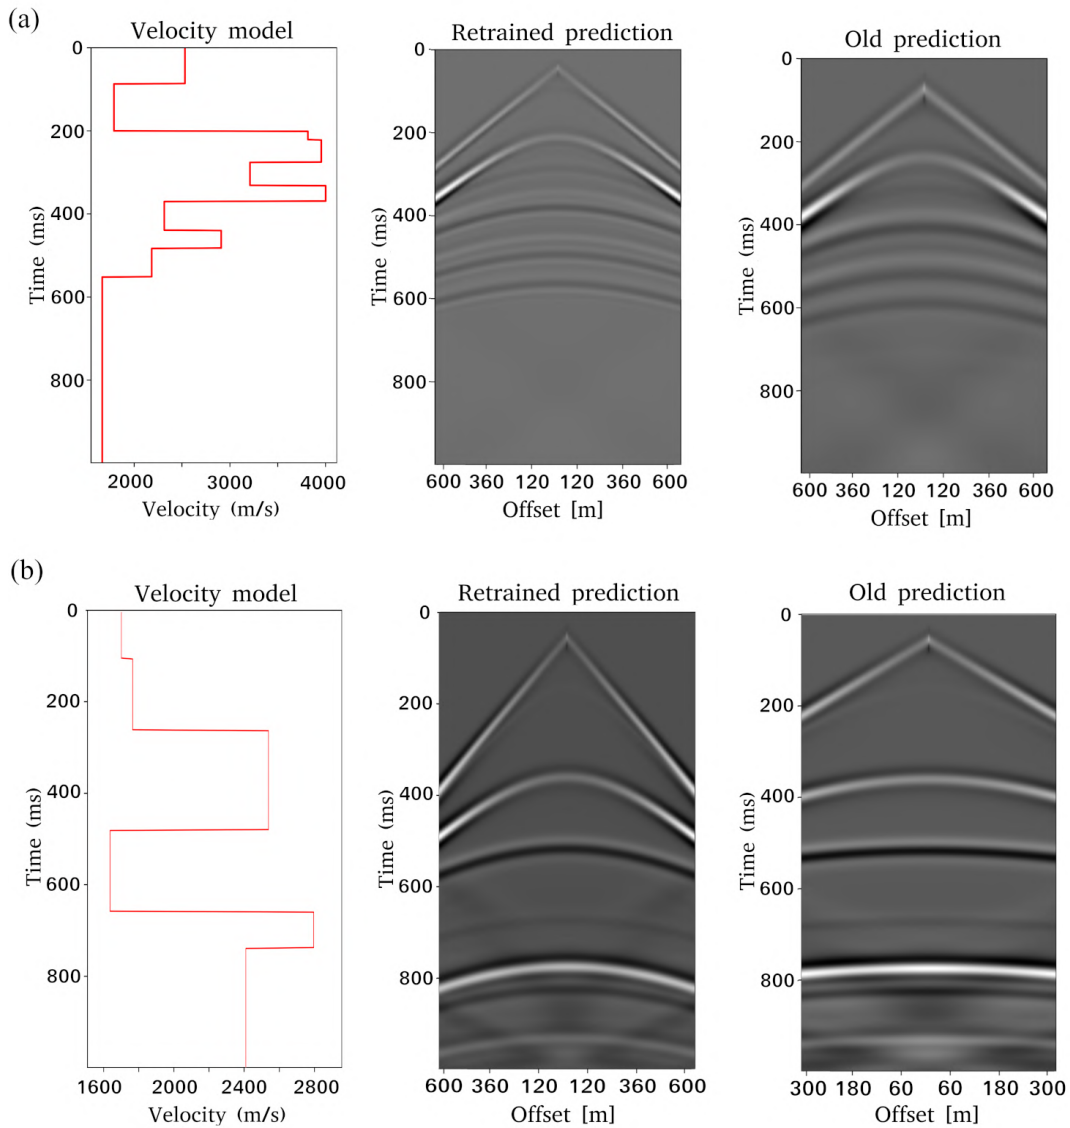 (a)
Velocity model
Retrained prediction
Old prediction
0
200
400
600
800
Time (ms)
2000
3000
4000
Velocity (m/s)
0
200
400
600
800
Time (ms)
600 360 120 120 360 600
Offset [m]
0
200
400
600
800
Time (ms)
600 360 120 120 360 600
Offset [m]
(b)
Velocity model
Retrained prediction
Old prediction
0
200
400
600
800
Time (ms)
1600 2000 2400 2800
Velocity (m/s)
0
200
400
600
800
Time (ms)
600 360 120 120 360 600
Offset [m]
0
200
400
600
800
Time (ms)
300 180 60 60 180 300
Offset [m]